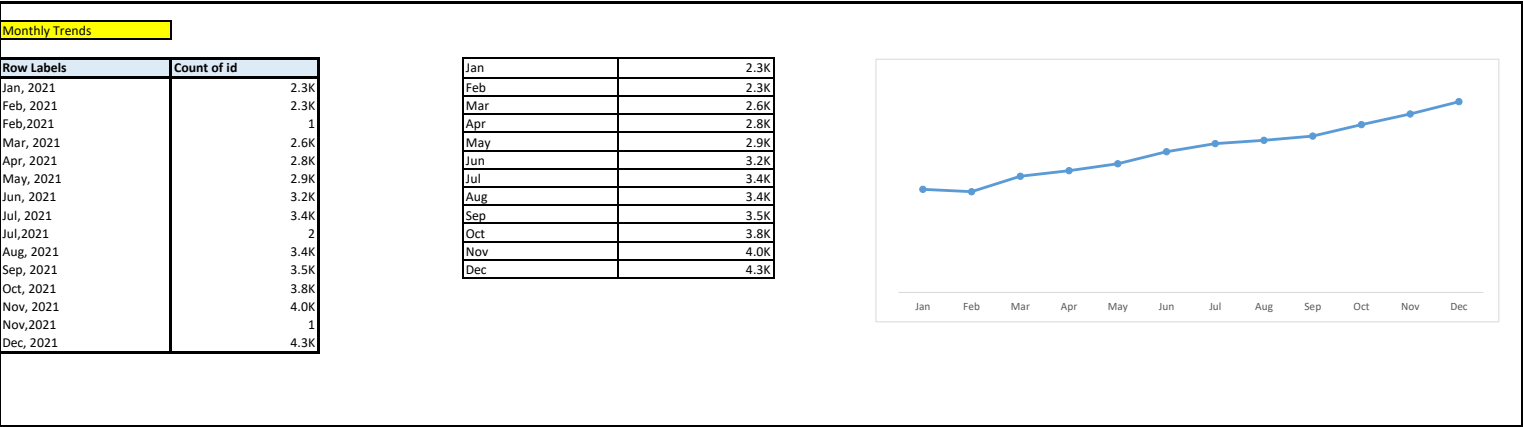 Monthly Trends
Row Labels Count of id
Jan, 2021 2.3K
Feb, 2021 2.3K
Feb,2021 1
Mar, 2021 2.6K
Apr, 2021 2.8K
May, 2021 2.9K
Jun, 2021 3.2K
Jul, 2021 3.4K
Jul,2021 2
Aug, 2021 3.4K
Sep, 2021 3.5K
Oct, 2021 3.8K
Nov, 2021 4.0K
Nov,2021 1
Dec, 2021 4.3K
Jan 2.3K
Feb 2.3K
Mar 2.6K
Apr 2.8K
May 2.9K
Jun 3.2K
Jul 3.4K
Aug 3.4K
Sep 3.5K
Oct 3.8K
Nov 4.0K
Dec 4.3K
Jan Feb Mar Apr May Jun Jul Aug Sep Oct Nov Dec